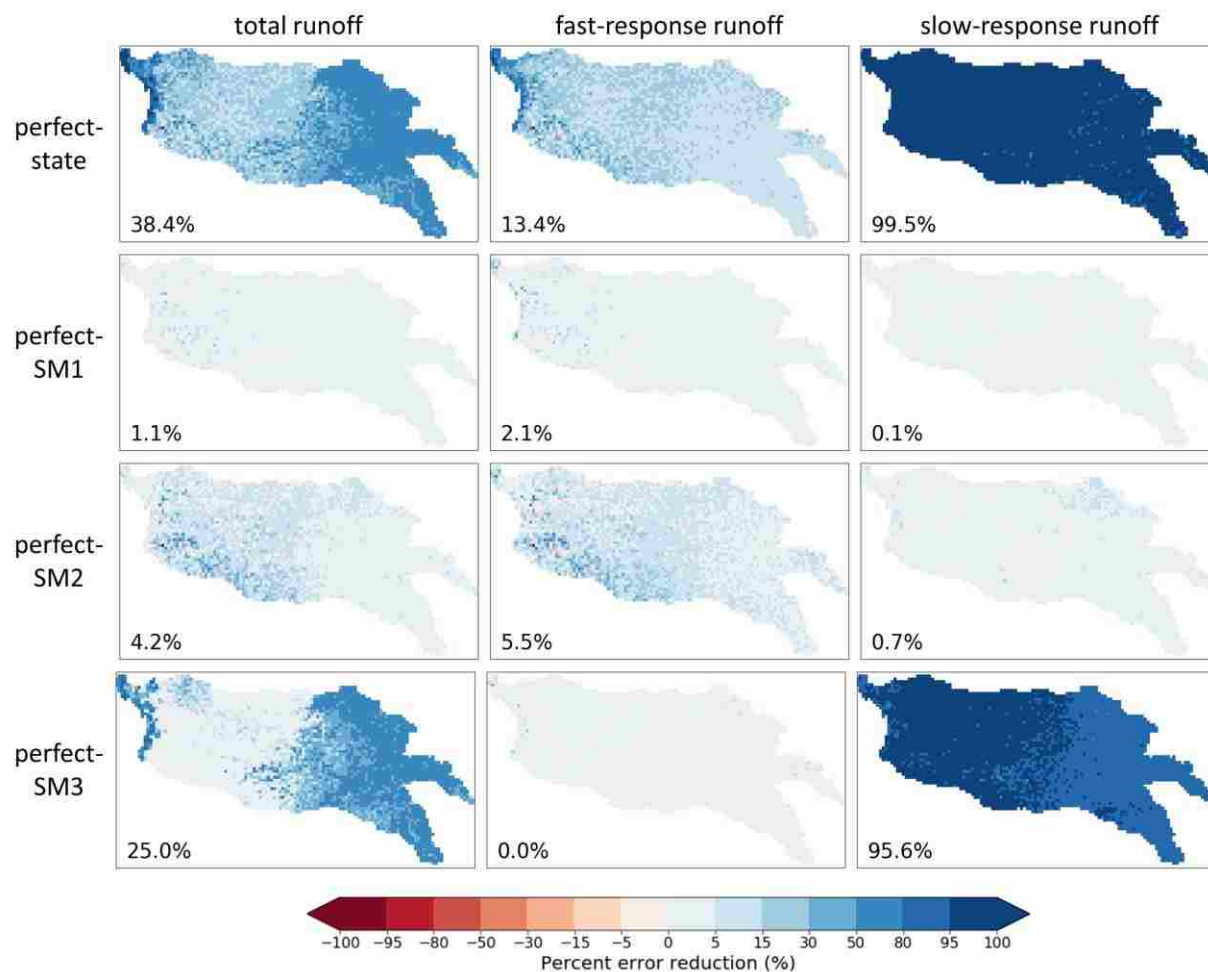 total runoff fast-response runoff slow-response runoff
perfect-
state
38.4% 13.4% 99.5%
perfect-
SM1
1.1% 2.1% 0.1%
perfect-
SM2
4.2% 5.5% 0.7%
perfect-
SM3
25.0% 0.0% 95.6%
−100 −95 −80 −50 −30 −15 −5 0 5 15 30 50 80 95 100
Percent error reduction (%)